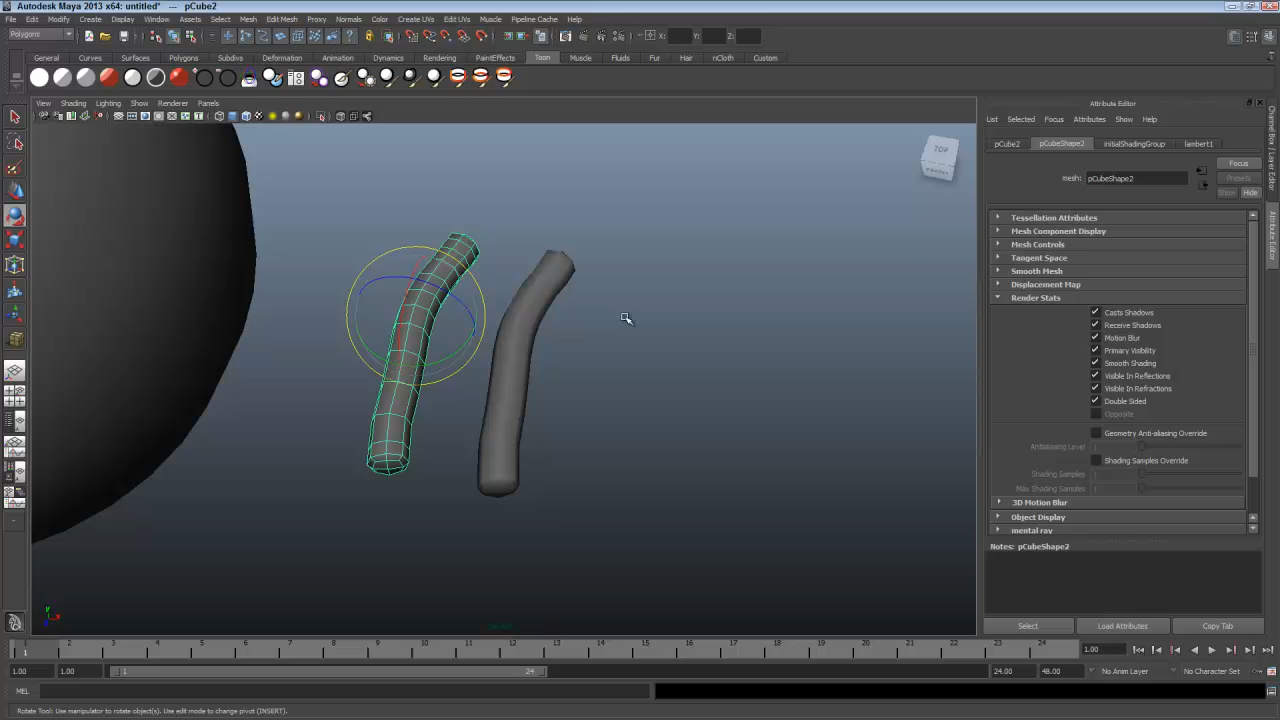 Autodesk Maya 2013 x64: untitled* --- pCube2
File Edit Modify Create Display Window Assets Select Mesh Edit Mesh Proxy Normals Color Create UVs Edit UVs Muscle Pipeline Cache Help
Polygons X: Y: Z:
General Curves Surfaces Polygons Subdivs Deformation Animation Dynamics Rendering PaintEffects Toon Muscle Fluids Fur Hair nCloth Custom
View Shading Lighting Show Renderer Panels
Attribute Editor
List Selected Focus Attributes Show Help
pCube2 pCubeShape2 initialShadingGroup lambert1
Focus
mesh: pCubeShape2 Presets
Show Hide
Tessellation Attributes
Mesh Component Display
Mesh Controls
Tangent Space
Smooth Mesh
Displacement Map
Render Stats
Casts Shadows
Receive Shadows
Motion Blur
Primary Visibility
Smooth Shading
Visible In Reflections
Visible In Refractions
Double Sided
Opposite
Geometry Anti-aliasing Override
Antialiasing Level
Shading Samples Override
Shading Samples
Max Shading Samples
3D Motion Blur
Object Display
mental ray
Notes: pCubeShape2
Select Load Attributes Copy Tab
Channel Box / Layer Editor
Attribute Editor
TOP
FRONT
y
x
1 2 3 4 5 6 7 8 9 10 11 12 13 14 15 16 17 18 19 20 21 22 23 24
1 1.00
1.00 1.00 1 24 24.00 48.00 No Anim Layer No Character Set
MEL
Rotate Tool: Use manipulator to rotate object(s). Use edit mode to change pivot (INSERT).